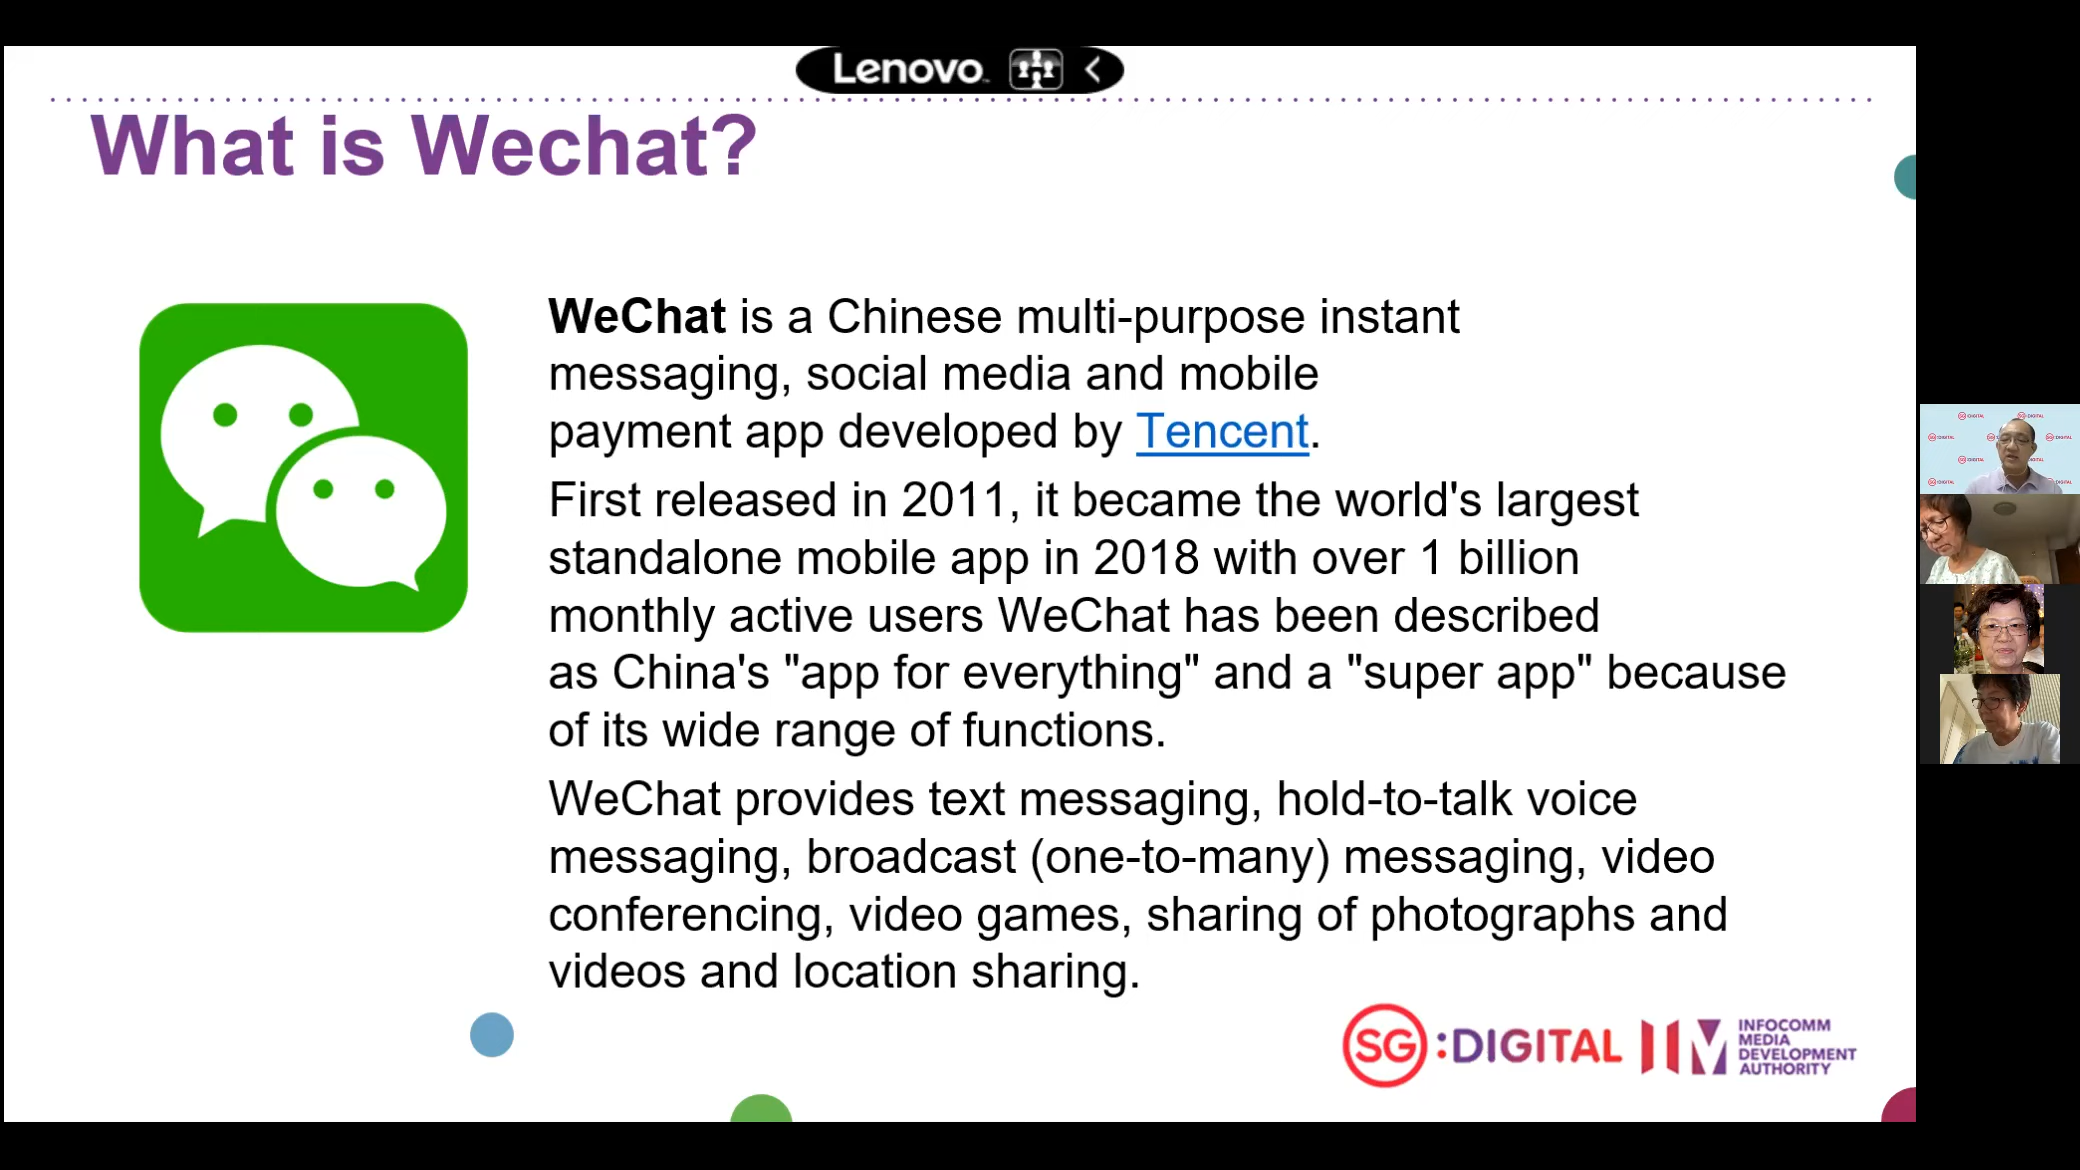 Lenovo
What is Wechat?
WeChat is a Chinese multi-purpose instant
messaging, social media and mobile
payment app developed by Tencent.
First released in 2011, it became the world's largest
standalone mobile app in 2018 with over 1 billion
monthly active users WeChat has been described
as China's "app for everything" and a "super app" because
of its wide range of functions.
WeChat provides text messaging, hold-to-talk voice
messaging, broadcast (one-to-many) messaging, video
conferencing, video games, sharing of photographs and
videos and location sharing.
SG:DIGITAL
INFOCOMM
MEDIA
DEVELOPMENT
AUTHORITY